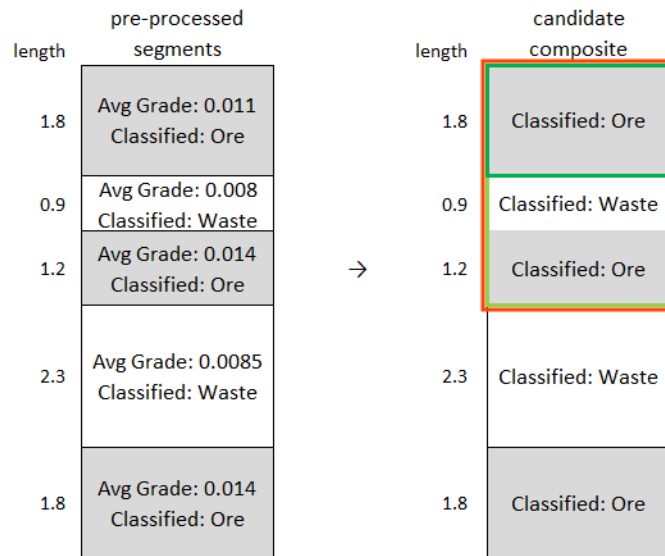 pre-processed
segments
length
Avg Grade: 0.011
Classified: Ore
1.8
Avg Grade: 0.008
Classified: Waste
0.9
Avg Grade: 0.014
Classified: Ore
1.2
Avg Grade: 0.0085
Classified: Waste
2.3
Avg Grade: 0.014
Classified: Ore
1.8
→
candidate
composite
length
1.8
Classified: Ore
0.9
Classified: Waste
1.2
Classified: Ore
2.3
Classified: Waste
1.8
Classified: Ore